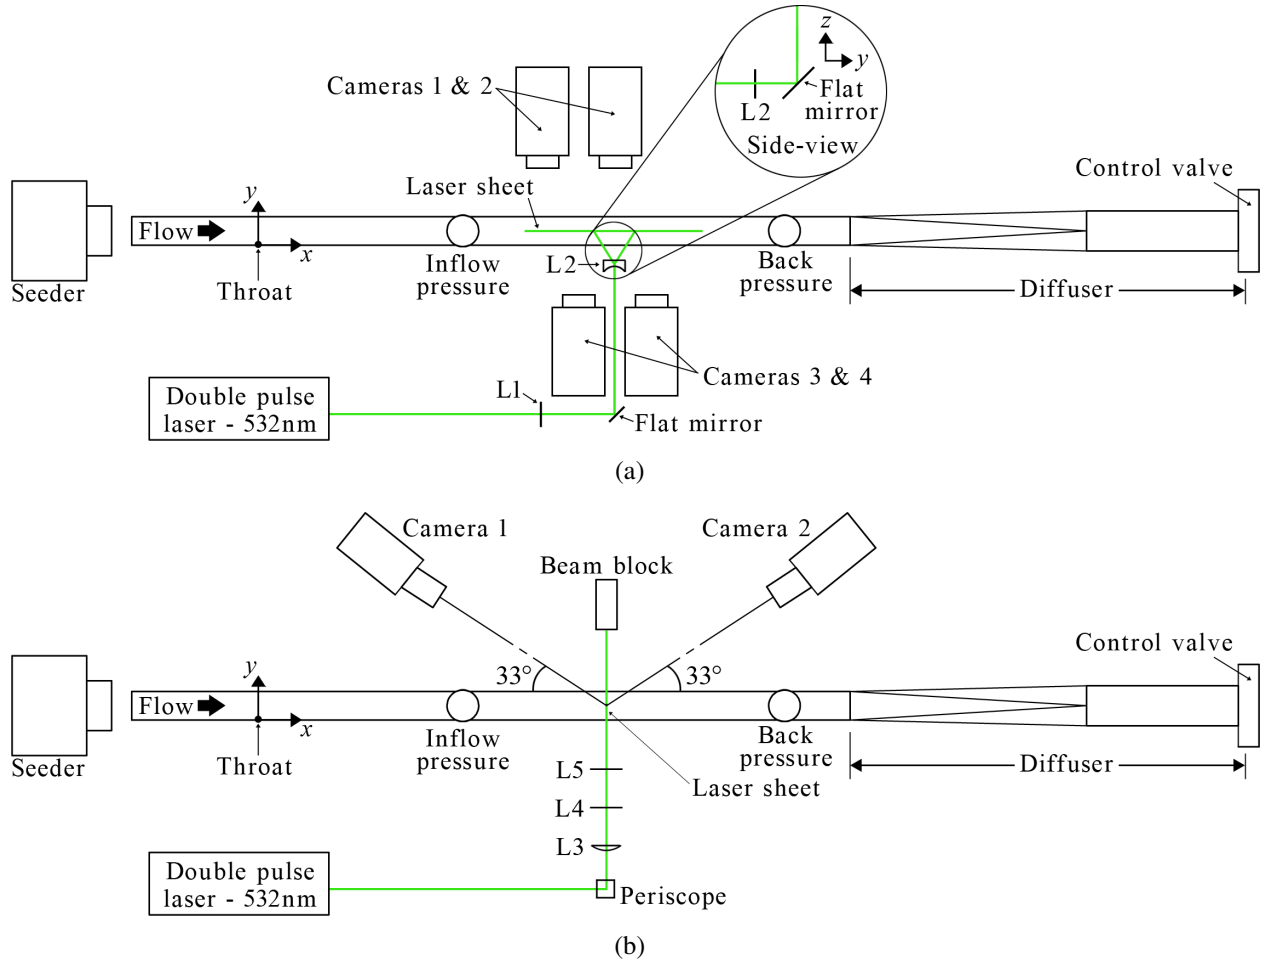 z
y
L2
Flat
mirror
Side-view
Cameras 1 & 2
Laser sheet
Control valve
y
Flow
x
Throat
Seeder
Inflow
pressure
L2
Back
pressure
Diffuser
Cameras 3 & 4
Double pulse
laser - 532nm
L1
Flat mirror
(a)
Camera 1
Camera 2
Beam block
33°
33°
Control valve
y
Flow
x
Throat
Seeder
Inflow
pressure
Back
pressure
Diffuser
L5
L4
L3
Laser sheet
Double pulse
laser - 532nm
Periscope
(b)